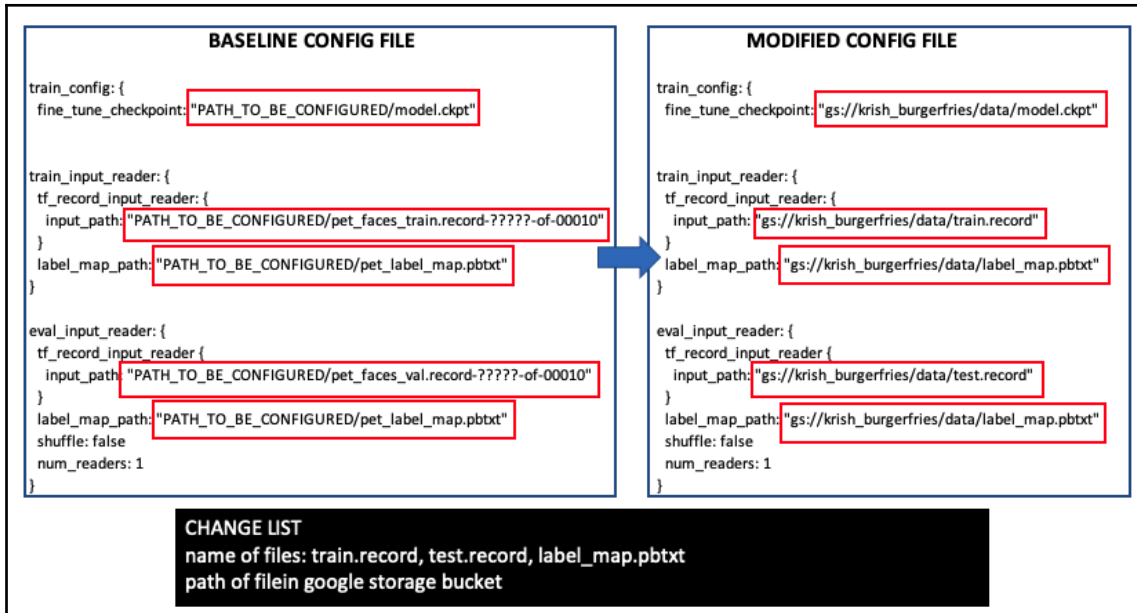 BASELINE CONFIG FILE
train_config: {
fine_tune_checkpoint: "PATH_TO_BE_CONFIGURED/model.ckpt"
train_input_reader: {
tf_record_input_reader: {
input_path: "PATH_TO_BE_CONFIGURED/pet_faces_train.record-?????-of-00010"
}
label_map_path: "PATH_TO_BE_CONFIGURED/pet_label_map.pbtxt"
}
eval_input_reader: {
tf_record_input_reader {
input_path: "PATH_TO_BE_CONFIGURED/pet_faces_val.record-?????-of-00010"
}
label_map_path: "PATH_TO_BE_CONFIGURED/pet_label_map.pbtxt"
shuffle: false
num_readers: 1
}
MODIFIED CONFIG FILE
train_config: {
fine_tune_checkpoint: "gs://krish_burgerfries/data/model.ckpt"
train_input_reader: {
tf_record_input_reader: {
input_path: "gs://krish_burgerfries/data/train.record"
}
label_map_path: "gs://krish_burgerfries/data/label_map.pbtxt"
}
eval_input_reader: {
tf_record_input_reader {
input_path: "gs://krish_burgerfries/data/test.record"
}
label_map_path: "gs://krish_burgerfries/data/label_map.pbtxt"
shuffle: false
num_readers: 1
}
CHANGE LIST
name of files: train.record, test.record, label_map.pbtxt
path of filein google storage bucket